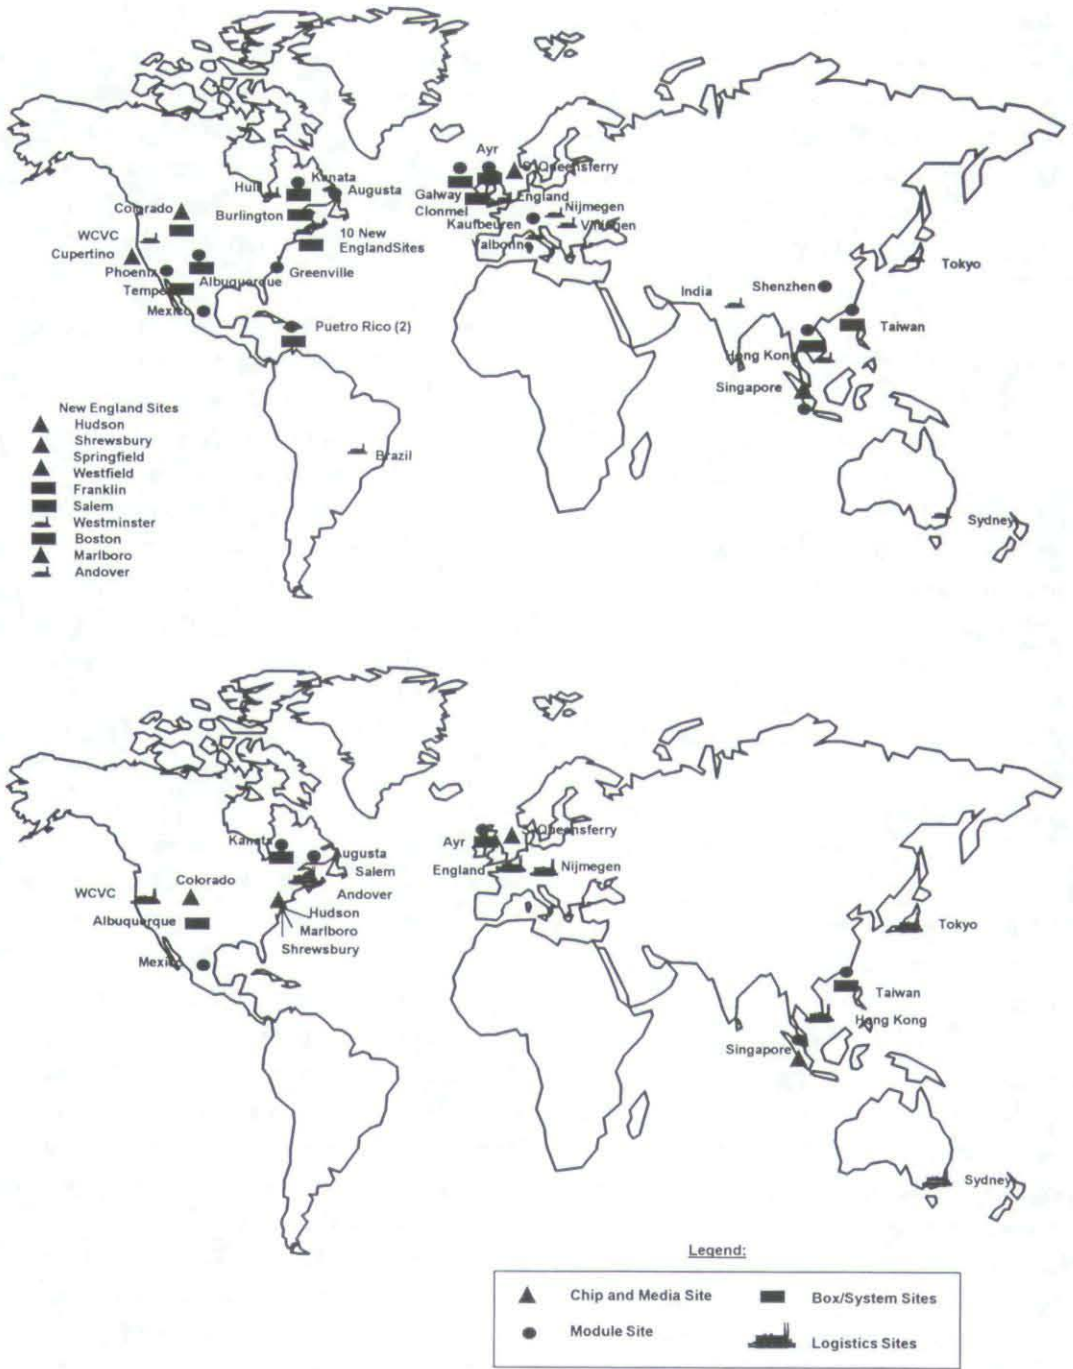 Ayr
S. Queensferry
Kanata
Hull
Augusta
Galway
England
Colorado
Burlington
Clonmel
Nijmegen
Kaufbeuren
WCVC
10 New
Cupertino
EnglandSites
Valbonne
Tokyo
Phoenix
Greenville
Albuquerque
Tempe
India
Shenzhen
Mexico
Puetro Rico (2)
Taiwan
Hong Kong
Singapore
New England Sites
Hudson
Shrewsbury
Springfield
Westfield
Franklin
Salem
Westminster
Boston
Marlboro
Andover
Brazil
Sydney
Kanata
Ayr
S. Queensferry
Augusta
England
Nijmegen
Salem
WCVC
Colorado
Andover
Albuquerque
Hudson
Marlboro
Shrewsbury
Tokyo
Mexico
Taiwan
Hong Kong
Singapore
Sydney
Legend:
Chip and Media Site
Box/System Sites
Module Site
Logistics Sites